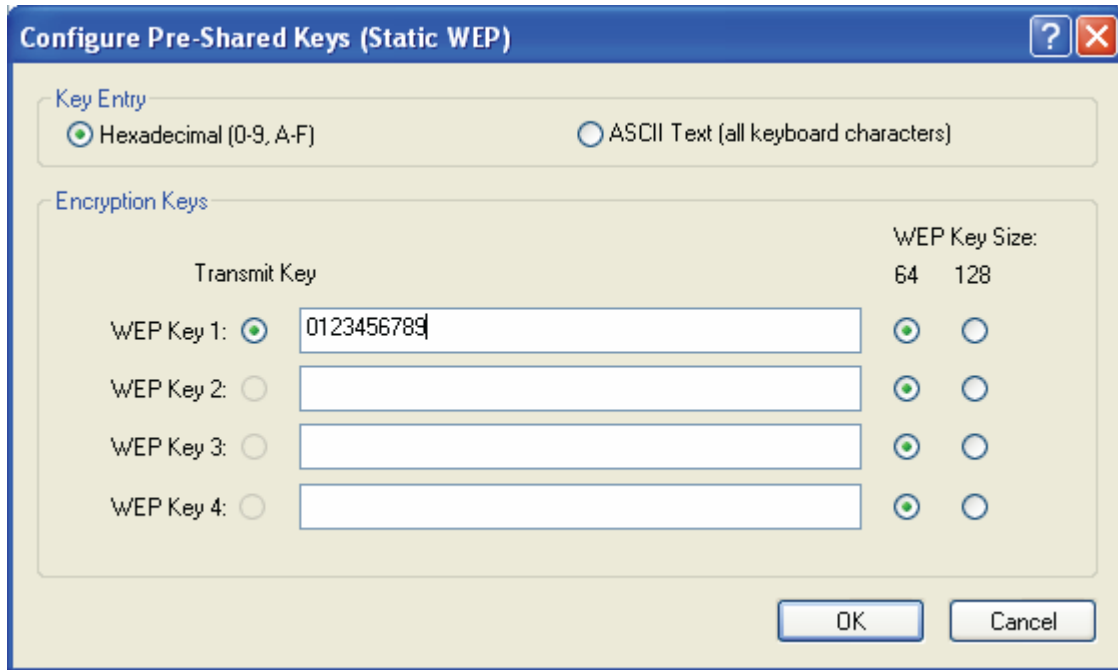 Configure Pre-Shared Keys (Static WEP)
Key Entry
Hexadecimal (0-9, A-F) ASCII Text (all keyboard characters)
Encryption Keys
WEP Key Size:
Transmit Key 64 128
WEP Key 1: 0123456789
WEP Key 2:
WEP Key 3:
WEP Key 4:
OK Cancel